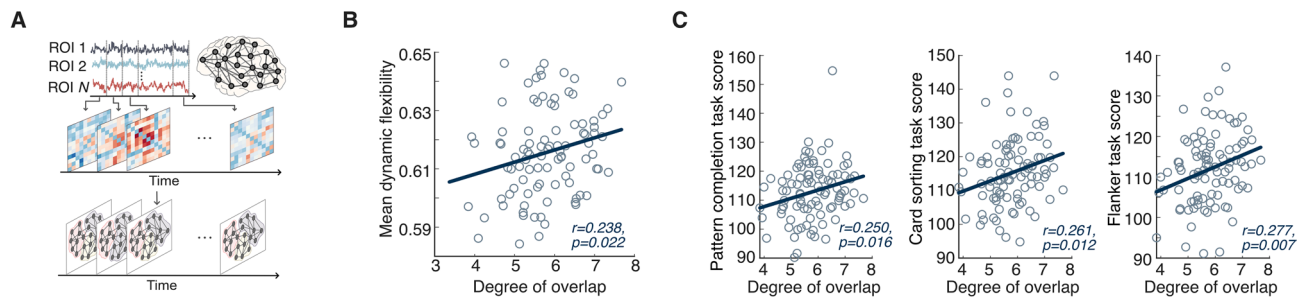 A
ROI 1
ROI 2
ROI N
...
Time
...
Time
B
Mean dynamic flexibility
0.65
0.63
0.61
0.59
r=0.238,
p=0.022
3 4 5 6 7 8
Degree of overlap
C
Pattern completion task score
160
150
140
130
120
110
100
90
r=0.250,
p=0.016
4 5 6 7 8
Degree of overlap
Card sorting task score
150
140
130
120
110
100
90
r=0.261,
p=0.012
4 5 6 7 8
Degree of overlap
Flanker task score
140
130
120
110
100
90
r=0.277,
p=0.007
4 5 6 7 8
Degree of overlap